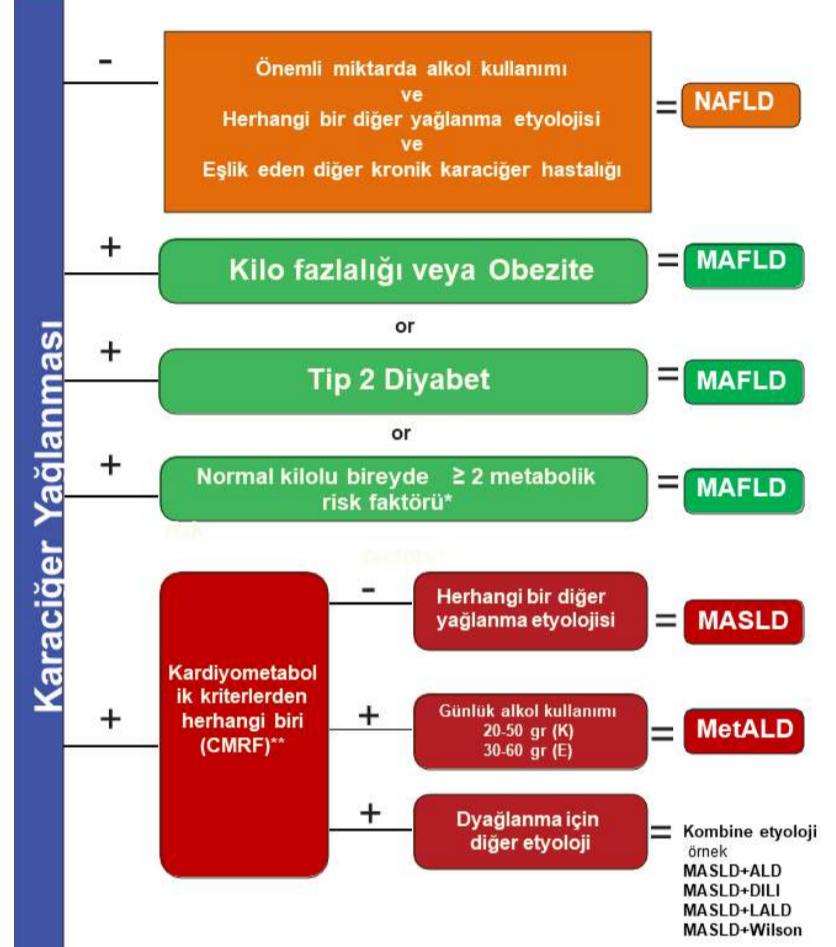 Karaciğer Yağlanması
-
Önemli miktarda alkol kullanımı
ve
Herhangi bir diğer yağlanma etyolojisi
ve
Eşlik eden diğer kronik karaciğer hastalığı
= NAFLD
+
Kilo fazlalığı veya Obezite
= MAFLD
or
+
Tip 2 Diyabet
= MAFLD
or
+
Normal kilolu bireyde ≥ 2 metabolik
risk faktörü*
= MAFLD
risk
factors*
+
Kardiyometabol
ik kriterlerden
herhangi biri
(CMRF)**
-
Herhangi bir diğer
yağlanma etyolojisi
= MASLD
+
Günlük alkol kullanımı
20-50 gr (K)
30-60 gr (E)
= MetALD
+
Dyağlanma için
diğer etyoloji
= Kombine etyoloji
örnek
MASLD+ALD
MASLD+DILI
MASLD+LALD
MASLD+Wilson